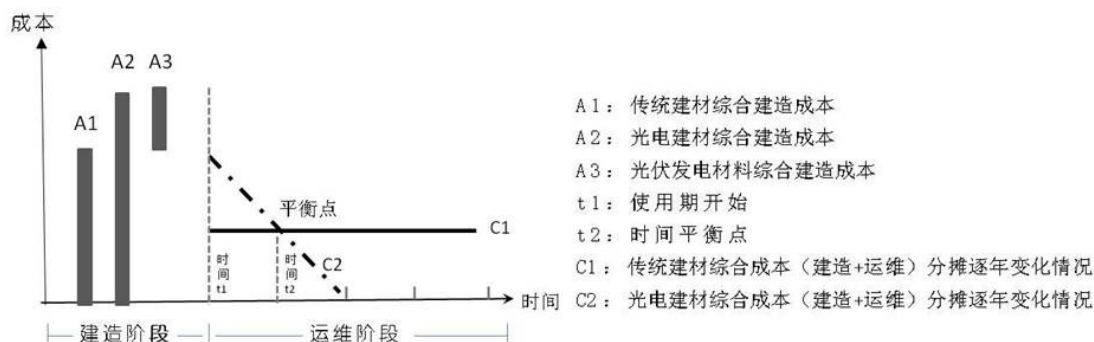 成本
A1
A2
A3
平衡点
C1
C2
时间
t1
时间
t2
时间
建造阶段
运维阶段
A1：传统建材综合建造成本
A2：光电建材综合建造成本
A3：光伏发电材料综合建造成本
t1：使用期开始
t2：时间平衡点
C1：传统建材综合成本（建造+运维）分摊逐年变化情况
C2：光电建材综合成本（建造+运维）分摊逐年变化情况